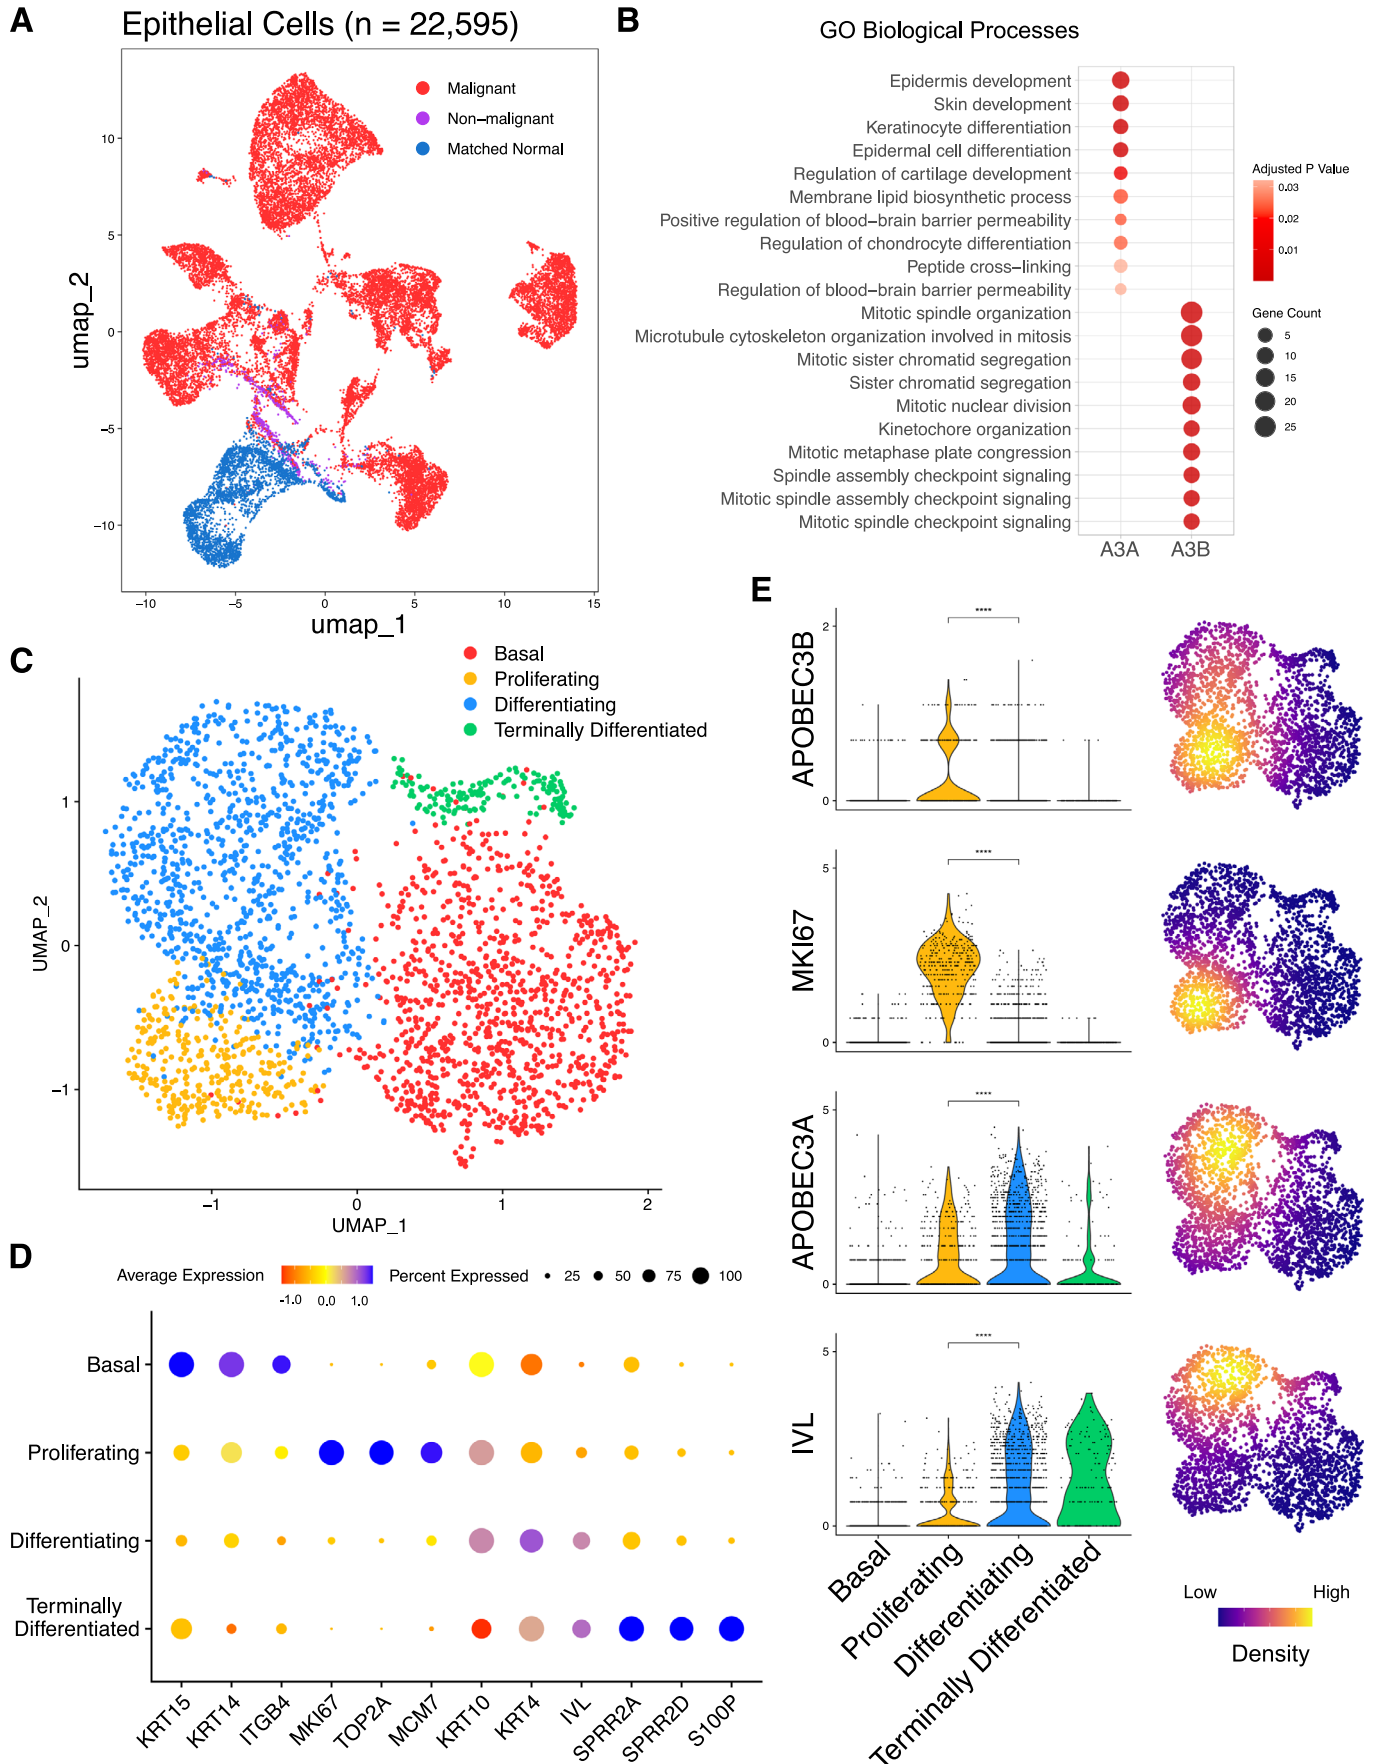 A
Epithelial Cells (n = 22,595)
Malignant
Non−malignant
Matched Normal
10
5
0
−5
−10
umap_2
−10
−5
0
5
10
15
umap_1
B
GO Biological Processes
Epidermis development
Skin development
Keratinocyte differentiation
Epidermal cell differentiation
Regulation of cartilage development
Membrane lipid biosynthetic process
Positive regulation of blood−brain barrier permeability
Regulation of chondrocyte differentiation
Peptide cross−linking
Regulation of blood−brain barrier permeability
Mitotic spindle organization
Microtubule cytoskeleton organization involved in mitosis
Mitotic sister chromatid segregation
Sister chromatid segregation
Mitotic nuclear division
Kinetochore organization
Mitotic metaphase plate congression
Spindle assembly checkpoint signaling
Mitotic spindle assembly checkpoint signaling
Mitotic spindle checkpoint signaling
A3A
A3B
Adjusted P Value
0.03
0.02
0.01
Gene Count
5
10
15
20
25
C
Basal
Proliferating
Differentiating
Terminally Differentiated
1
0
−1
UMAP_2
−1
0
1
2
UMAP_1
D
Average Expression
-1.0
0.0
1.0
Percent Expressed
25
50
75
100
Basal
Proliferating
Differentiating
Terminally
Differentiated
KRT15
KRT14
ITGB4
MKI67
TOP2A
MCM7
KRT10
KRT4
IVL
SPRR2A
SPRR2D
S100P
E
APOBEC3B
2
0
****
MKI67
5
0
****
APOBEC3A
5
0
****
IVL
5
0
****
Basal
Proliferating
Differentiating
Terminally Differentiated
Low
High
Density